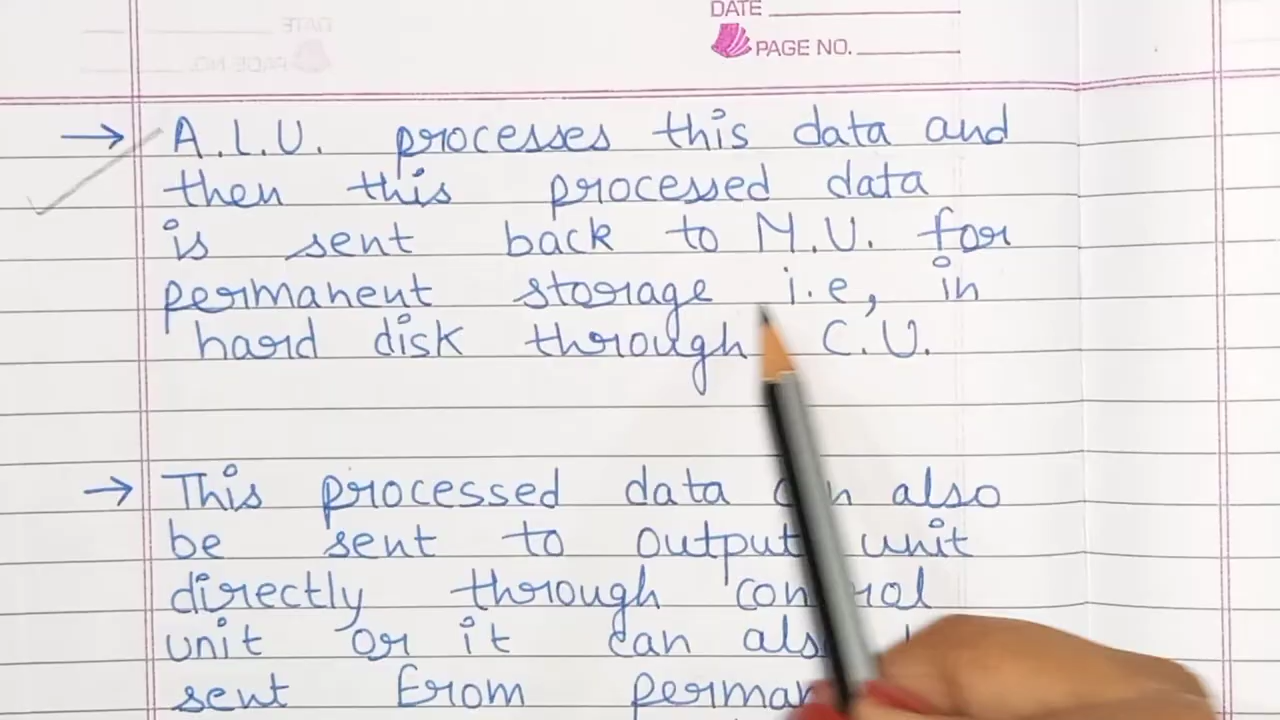 DATE
PAGE NO.
→ A.L.U. processes this data and
then this processed data
is sent back to M.U. for
permanent storage i.e, in
hard disk through C.U.
→ This processed data can also
be sent to output unit
directly through control
unit or it can also
sent from